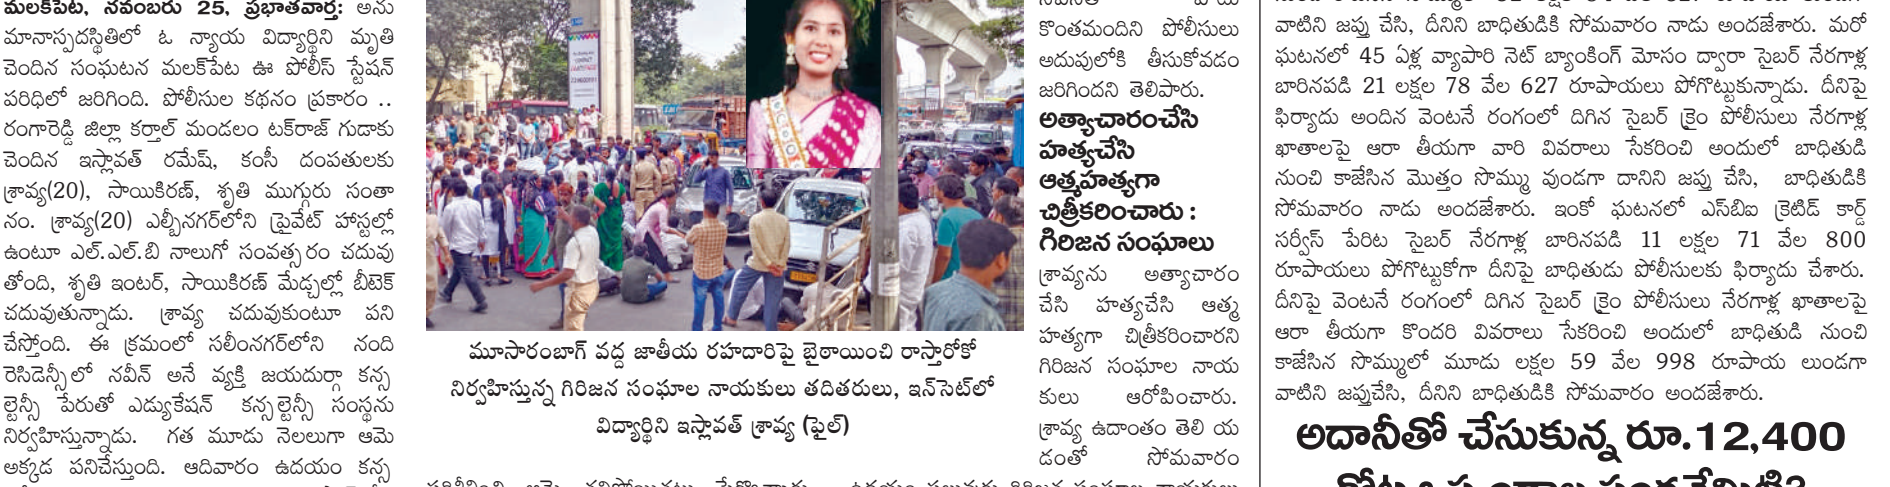 మలక్‌పేట, నవంబరు 25, ప్రభాతవార్త: అను
మానాస్పదస్థితిలో ఓ న్యాయ విద్యార్థిని మృతి
చెందిన సంఘటన మలక్‌పేట ఊ పోలీస్ స్టేషన్
పరిధిలో జరిగింది. పోలీసుల కథనం ప్రకారం ..
రంగారెడ్డి జిల్లా కర్తాల్ మండలం టక్‌రాజ్ గుడాకు
చెందిన ఇస్లావత్ రమేష్, కంసీ దంపతులకు
శ్రావ్య(20), సాయికిరణ్, శృతి ముగ్గురు సంతా
నం. శ్రావ్య(20) ఎల్బీనగర్‌లోని ప్రైవేట్ హాస్టల్లో
ఉంటూ ఎల్.ఎల్.బి నాలుగో సంవత్సరం చదువు
తోంది, శృతి ఇంటర్, సాయికిరణ్ మేడ్చల్లో బీటెక్
చదువుతున్నాడు. శ్రావ్య చదువుకుంటూ పని
చేస్తోంది. ఈ క్రమంలో సలీంనగర్‌లోని నంది
రెసిడెన్సీలో నవీన్ అనే వ్యక్తి జయదుర్గా కన్స
ల్టెన్సీ పేరుతో ఎడ్యుకేషన్ కన్సల్టెన్సీ సంస్థను
నిర్వహిస్తున్నాడు. గత మూడు నెలలుగా ఆమె
అక్కడ పనిచేస్తుంది. ఆదివారం ఉదయం కన్స
మూసారంబాగ్ వద్ద జాతీయ రహదారిపై బైఠాయించి రాస్తారోకో
నిర్వహిస్తున్న గిరిజన సంఘాల నాయకులు తదితరులు, ఇన్‌సెట్‌లో
విద్యార్థిని ఇస్లావత్ శ్రావ్య (ఫైల్)
కొంతమందిని పోలీసులు
అదుపులోకి తీసుకోవడం
జరిగిందని తెలిపారు.
అత్యాచారంచేసి
హత్యచేసి
ఆత్మహత్యగా
చిత్రీకరించారు :
గిరిజన సంఘాలు
శ్రావ్యను అత్యాచారం
చేసి హత్యచేసి ఆత్మ
హత్యగా చిత్రీకరించారని
గిరిజన సంఘాల నాయ
కులు ఆరోపించారు.
శ్రావ్య ఉదాంతం తెలి య
డంతో సోమవారం
వాటిని జప్తు చేసి, దీనిని బాధితుడికి సోమవారం నాడు అందజేశారు. మరో
ఘటనలో 45 ఏళ్ల వ్యాపారి నెట్ బ్యాంకింగ్ మోసం ద్వారా సైబర్ నేరగాళ్ల
బారినపడి 21 లక్షల 78 వేల 627 రూపాయలు పోగొట్టుకున్నాడు. దీనిపై
ఫిర్యాదు అందిన వెంటనే రంగంలో దిగిన సైబర్ క్రైం పోలీసులు నేరగాళ్ల
ఖాతాలపై ఆరా తీయగా వారి వివరాలు సేకరించి అందులో బాధితుడి
నుంచి కాజేసిన మొత్తం సొమ్ము వుండగా దానిని జప్తు చేసి, బాధితుడికి
సోమవారం నాడు అందజేశారు. ఇంకో ఘటనలో ఎస్‌బిఐ క్రెటిడ్ కార్డ్
సర్వీస్ పేరిట సైబర్ నేరగాళ్ల బారినపడి 11 లక్షల 71 వేల 800
రూపాయలు పోగొట్టుకోగా దీనిపై బాధితుడు పోలీసులకు ఫిర్యాదు చేశారు.
దీనిపై వెంటనే రంగంలో దిగిన సైబర్ క్రైం పోలీసులు నేరగాళ్ల ఖాతాలపై
ఆరా తీయగా కొందరి వివరాలు సేకరించి అందులో బాధితుడి నుంచి
కాజేసిన సొమ్ములో మూడు లక్షల 59 వేల 998 రూపాయ లుండగా
వాటిని జప్తుచేసి, దీనిని బాధితుడికి సోమవారం అందజేశారు.
అదానీతో చేసుకున్న రూ.12,400